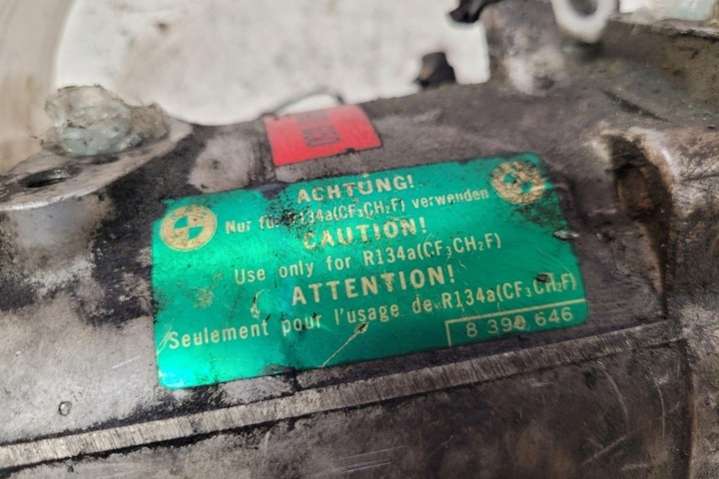 ACHTUNG!
Nur für R134a(CF₃CH₂F) verwenden
CAUTION!
Use only for R134a(CF₃CH₂F)
ATTENTION!
Seulement pour l'usage de R134a(CF₃CH₂F)
8 390 646